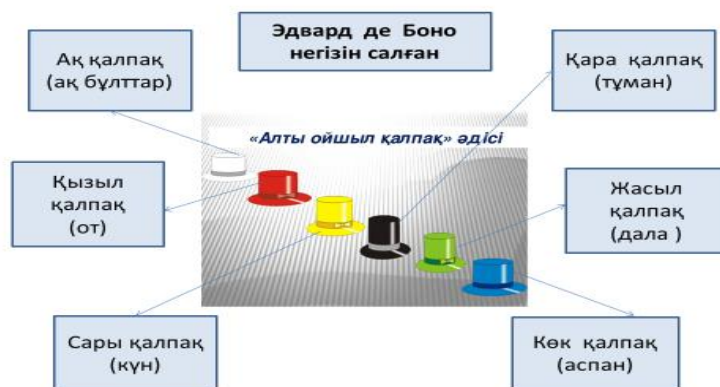 Эдвард де Боно
негізін салған
Ақ қалпақ
(ақ бұлттар)
Қара қалпақ
(тұман)
«Алты ойшыл қалпақ» әдісі
Қызыл
қалпақ
(от)
Жасыл
қалпақ
(дала )
Сары қалпақ
(күн)
Көк қалпақ
(аспан)